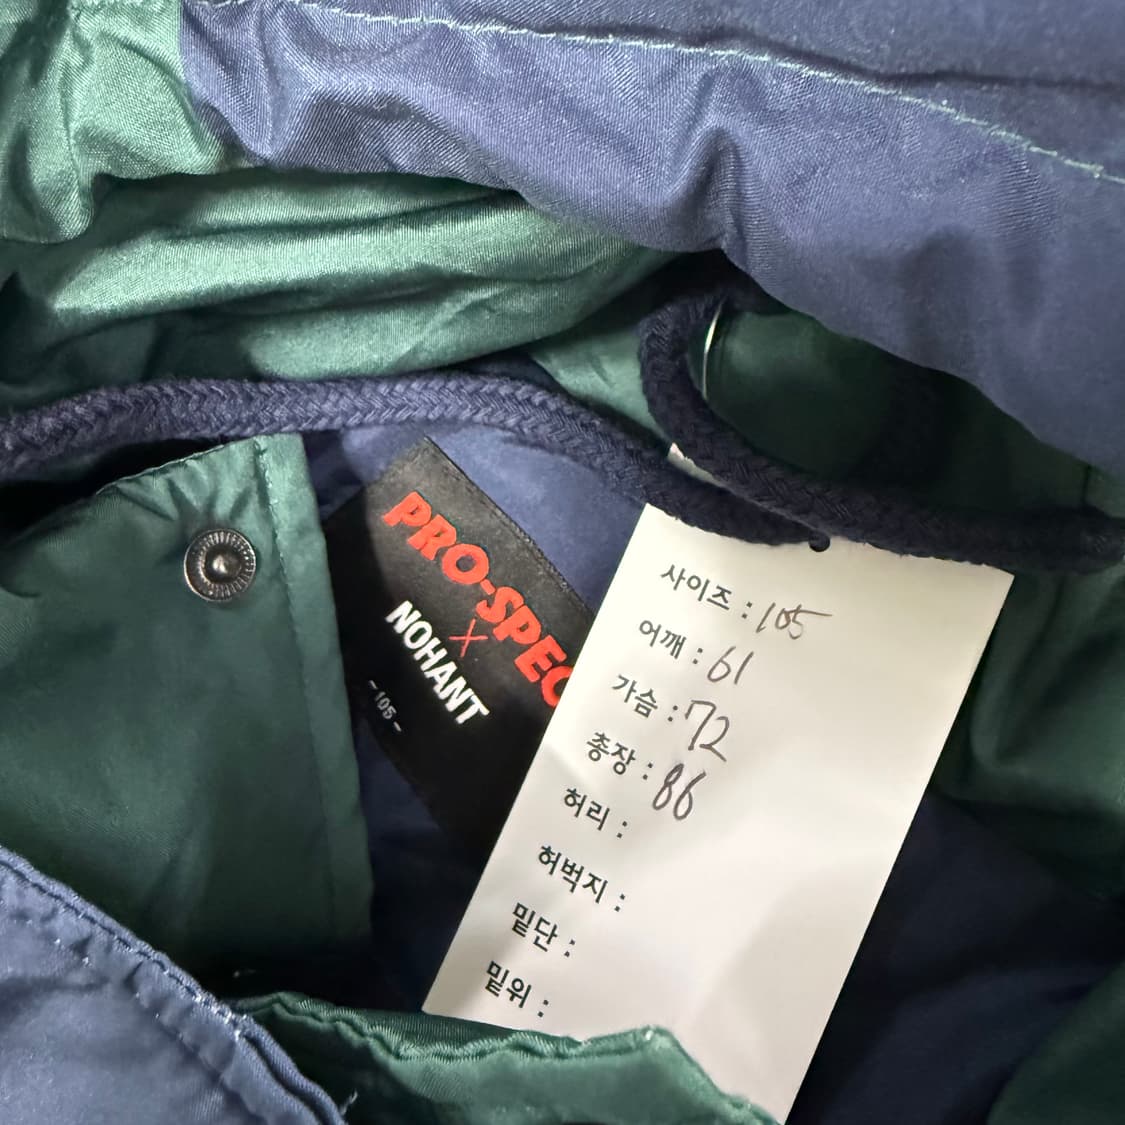 PRO-SPEC
×
NOHANT
-105-
사이즈 : 105
어깨 : 61
가슴 : 72
총장 : 86
허리 :
허벅지 :
밑단 :
밑위 :